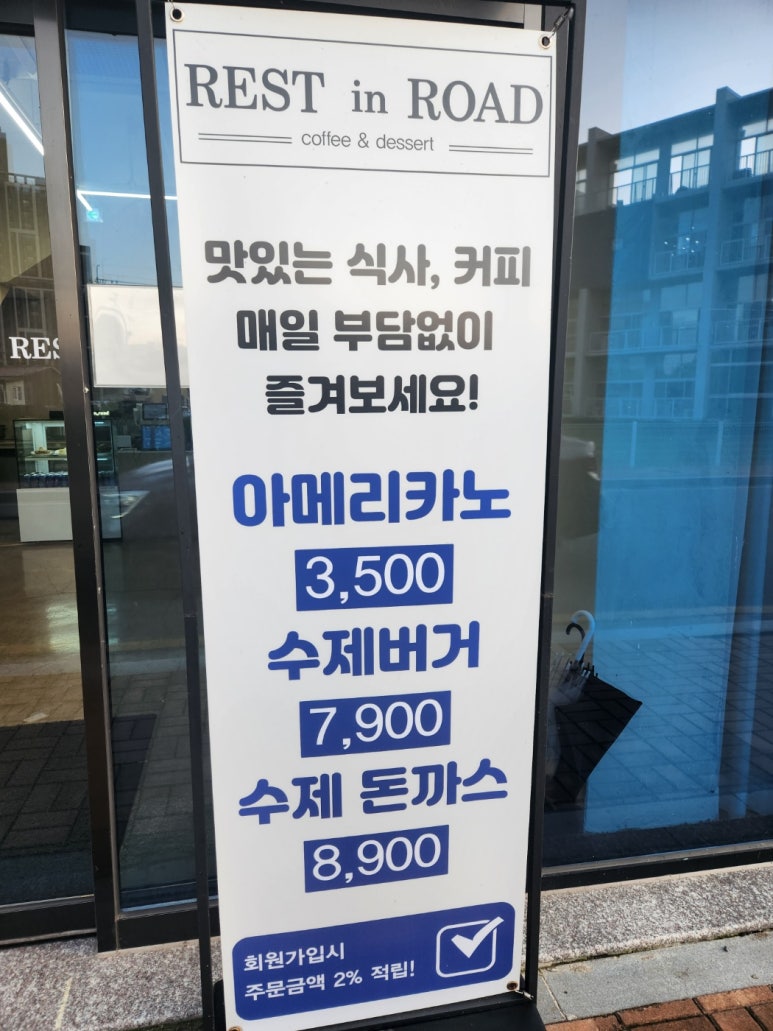 REST in ROAD
coffee & dessert
맛있는 식사, 커피
매일 부담없이
즐겨보세요!
RES
아메리카노
3,500
수제버거
7,900
수제 돈까스
8,900
회원가입시
주문금액 2% 적립!